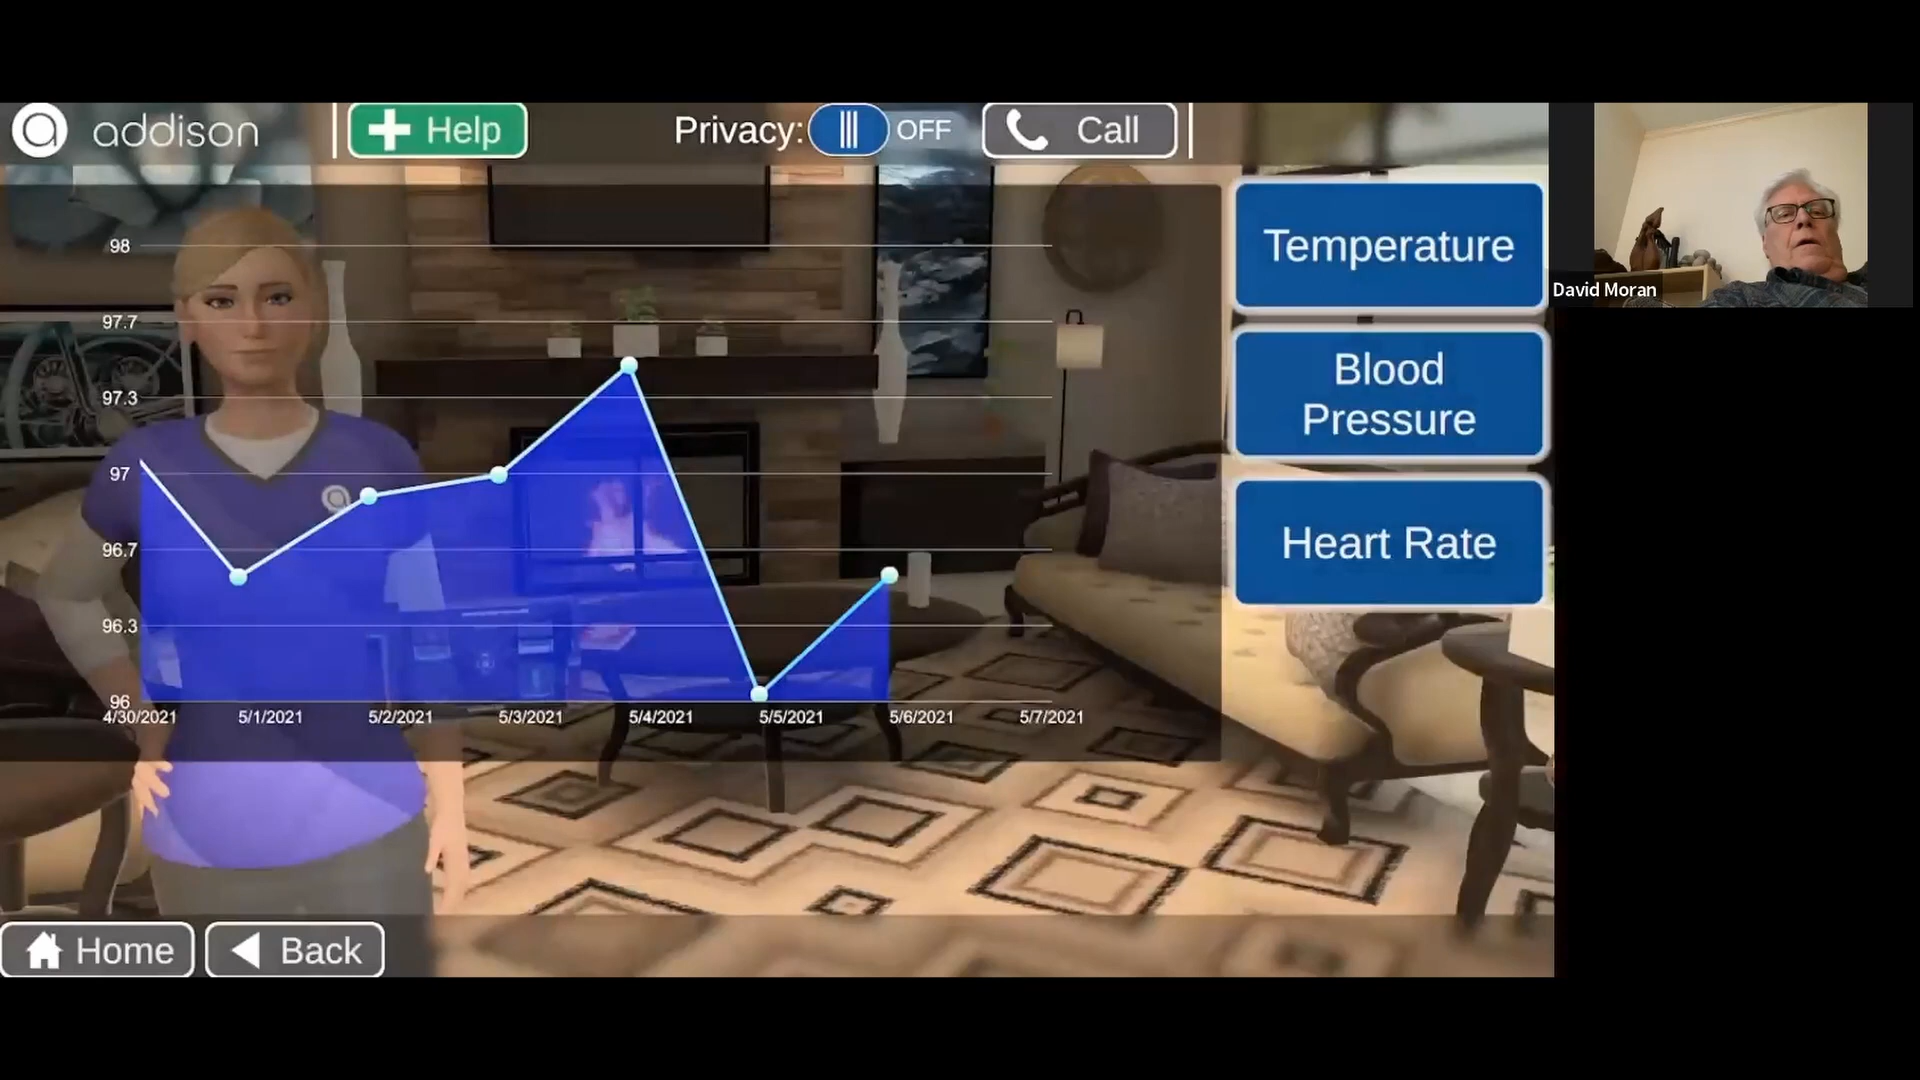 addison
Help
Privacy: OFF
Call
98
97.7
97.3
97
96.7
96.3
96
4/30/2021 5/1/2021 5/2/2021 5/3/2021 5/4/2021 5/5/2021 5/6/2021 5/7/2021
Temperature
Blood
Pressure
Heart Rate
David Moran
Home
Back